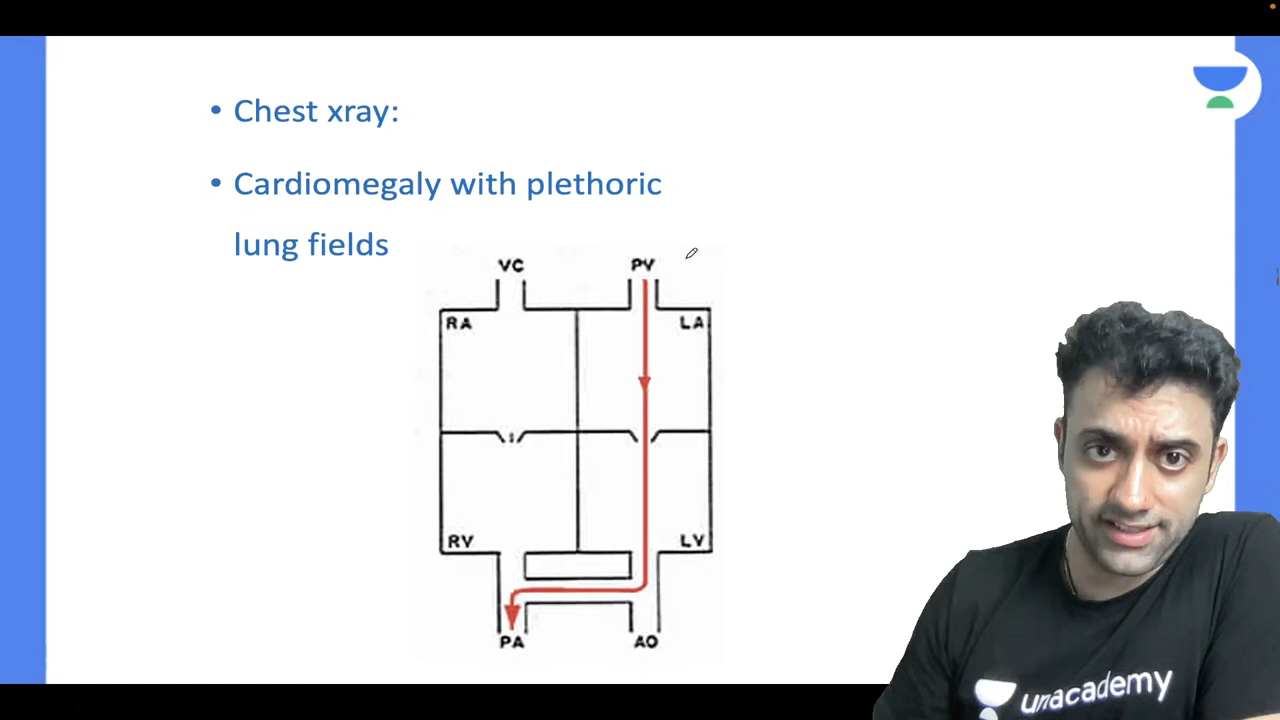 • Chest xray:
• Cardiomegaly with plethoric
lung fields
VC PV
RA LA
RV LV
PA AO
unacademy